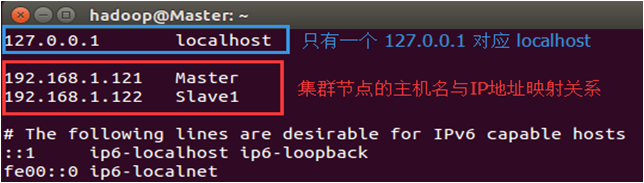 hadoop@Master: ~
127.0.0.1 localhost 只有一个 127.0.0.1 对应 localhost
192.168.1.121 Master
192.168.1.122 Slave1
集群节点的主机名与IP地址映射关系
# The following lines are desirable for IPv6 capable hosts
::1 ip6-localhost ip6-loopback
fe00::0 ip6-localnet